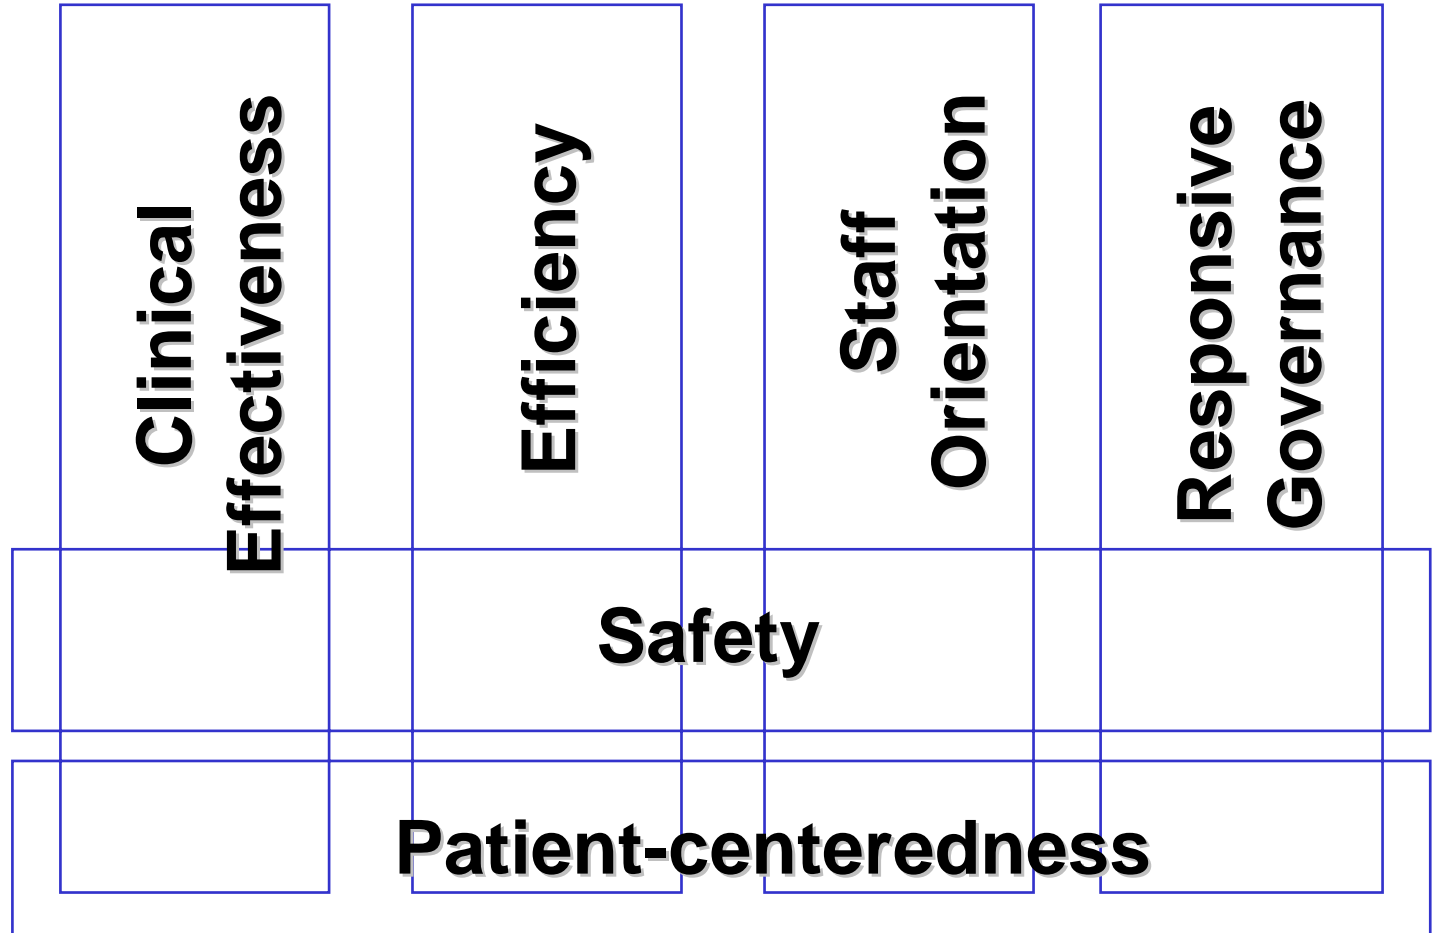 Clinical
Effectiveness
Efficiency
Staff
Orientation
Responsive
Governance
Safety
Patient-centeredness